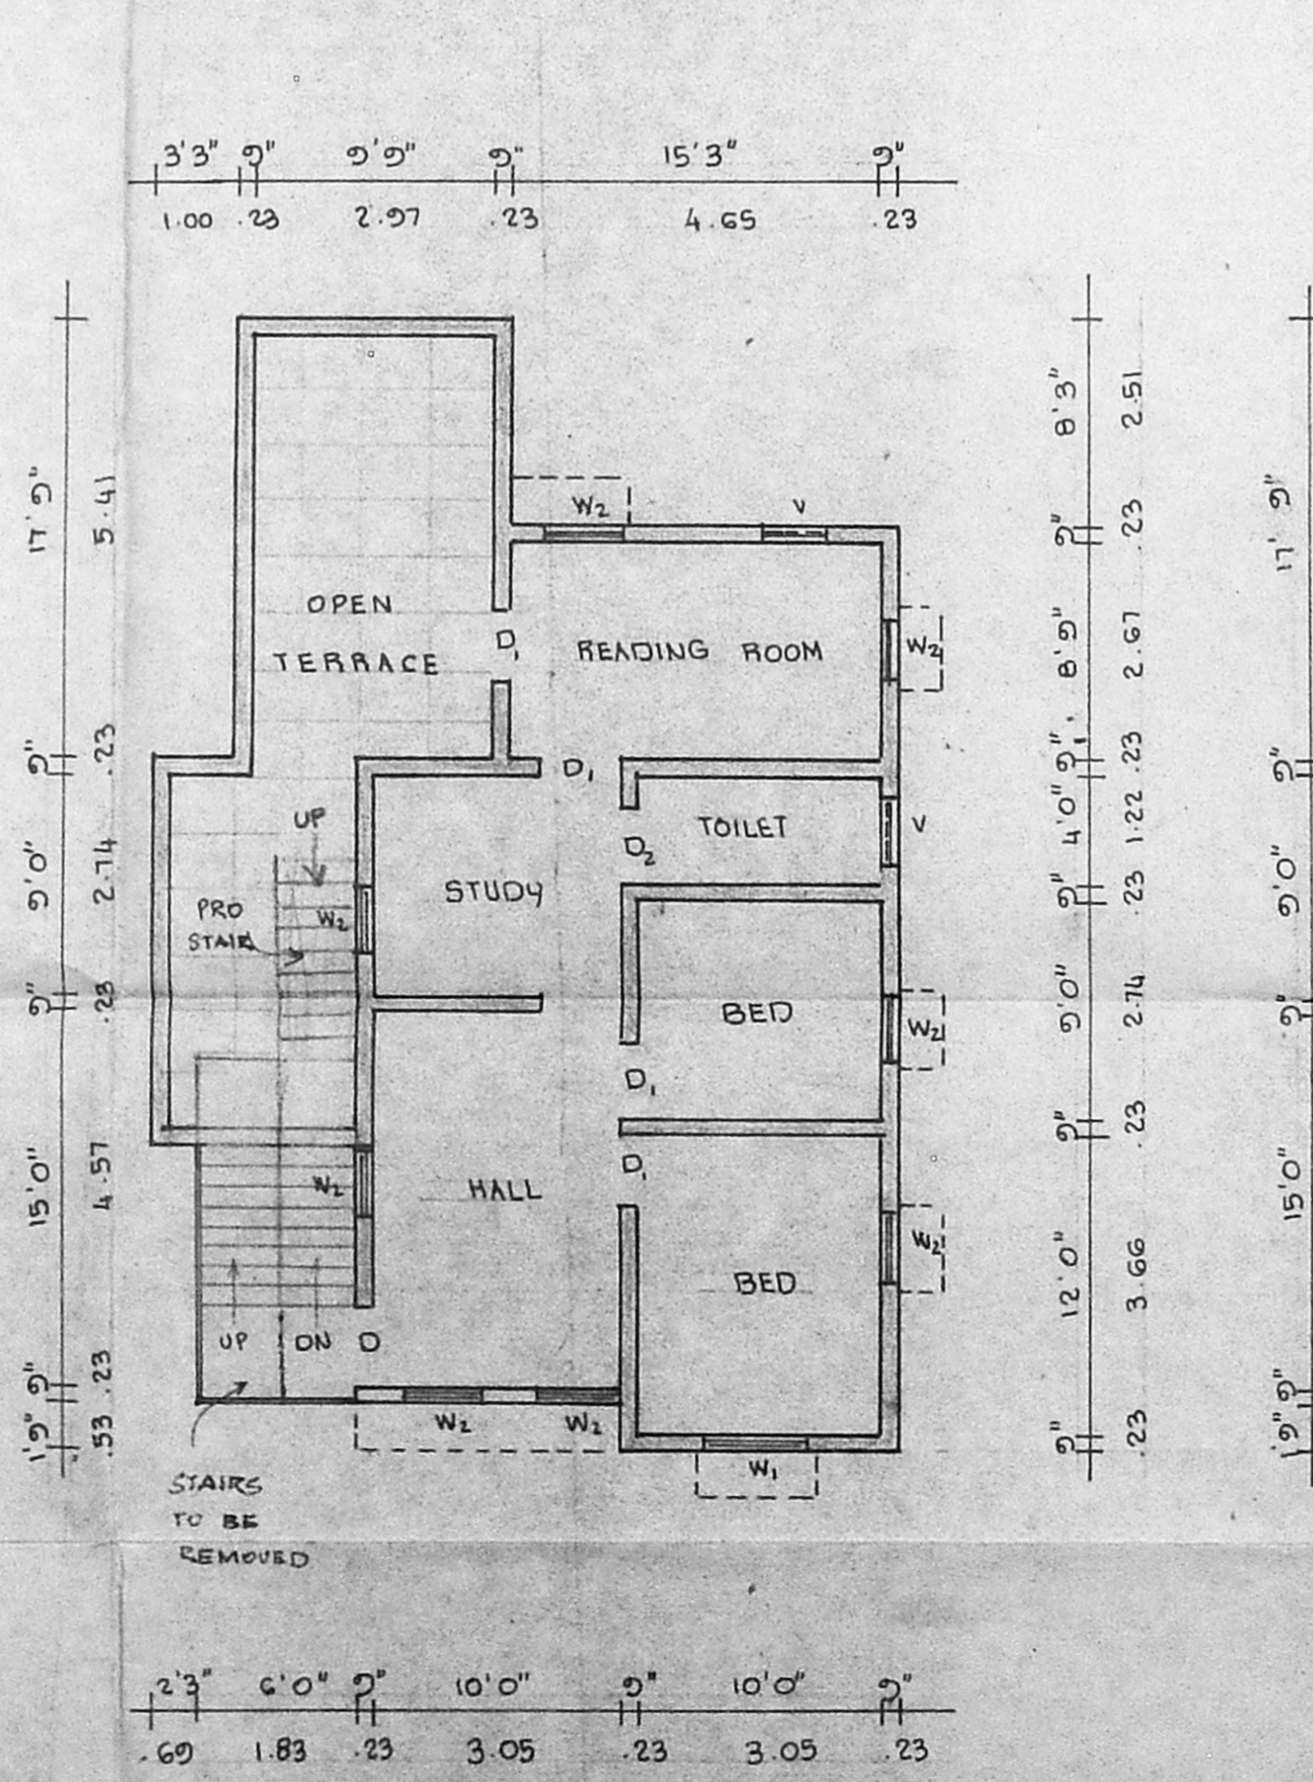 3'3" 9" 9'9" 9" 15'3" 9"
1.00 .23 2.97 .23 4.65 .23
8'3" 2.51
17'9" 5.41
17'9"
W2 V
9" .23
OPEN
TERRACE
D1
READING ROOM
W2
8'9" 2.67
9" .23
D1
9" .23
9"
UP
TOILET
V
4'0" 1.22
D2
STUDY
9'0" 2.74
9'0"
9" .23
PRO
STAIR
W2
BED
W2
9'0" 2.74
9" .23
9"
D1
9" .23
D1
W2
HALL
15'0" 4.57
15'0"
W2
BED
12'0" 3.66
UP DN D
9" .23
9"
W2 W2
1'9" .53
9" .23
1'9"
W1
STAIRS
TO BE
REMOVED
2'3" 6'0" 9" 10'0" 9" 10'0" 9"
.69 1.83 .23 3.05 .23 3.05 .23